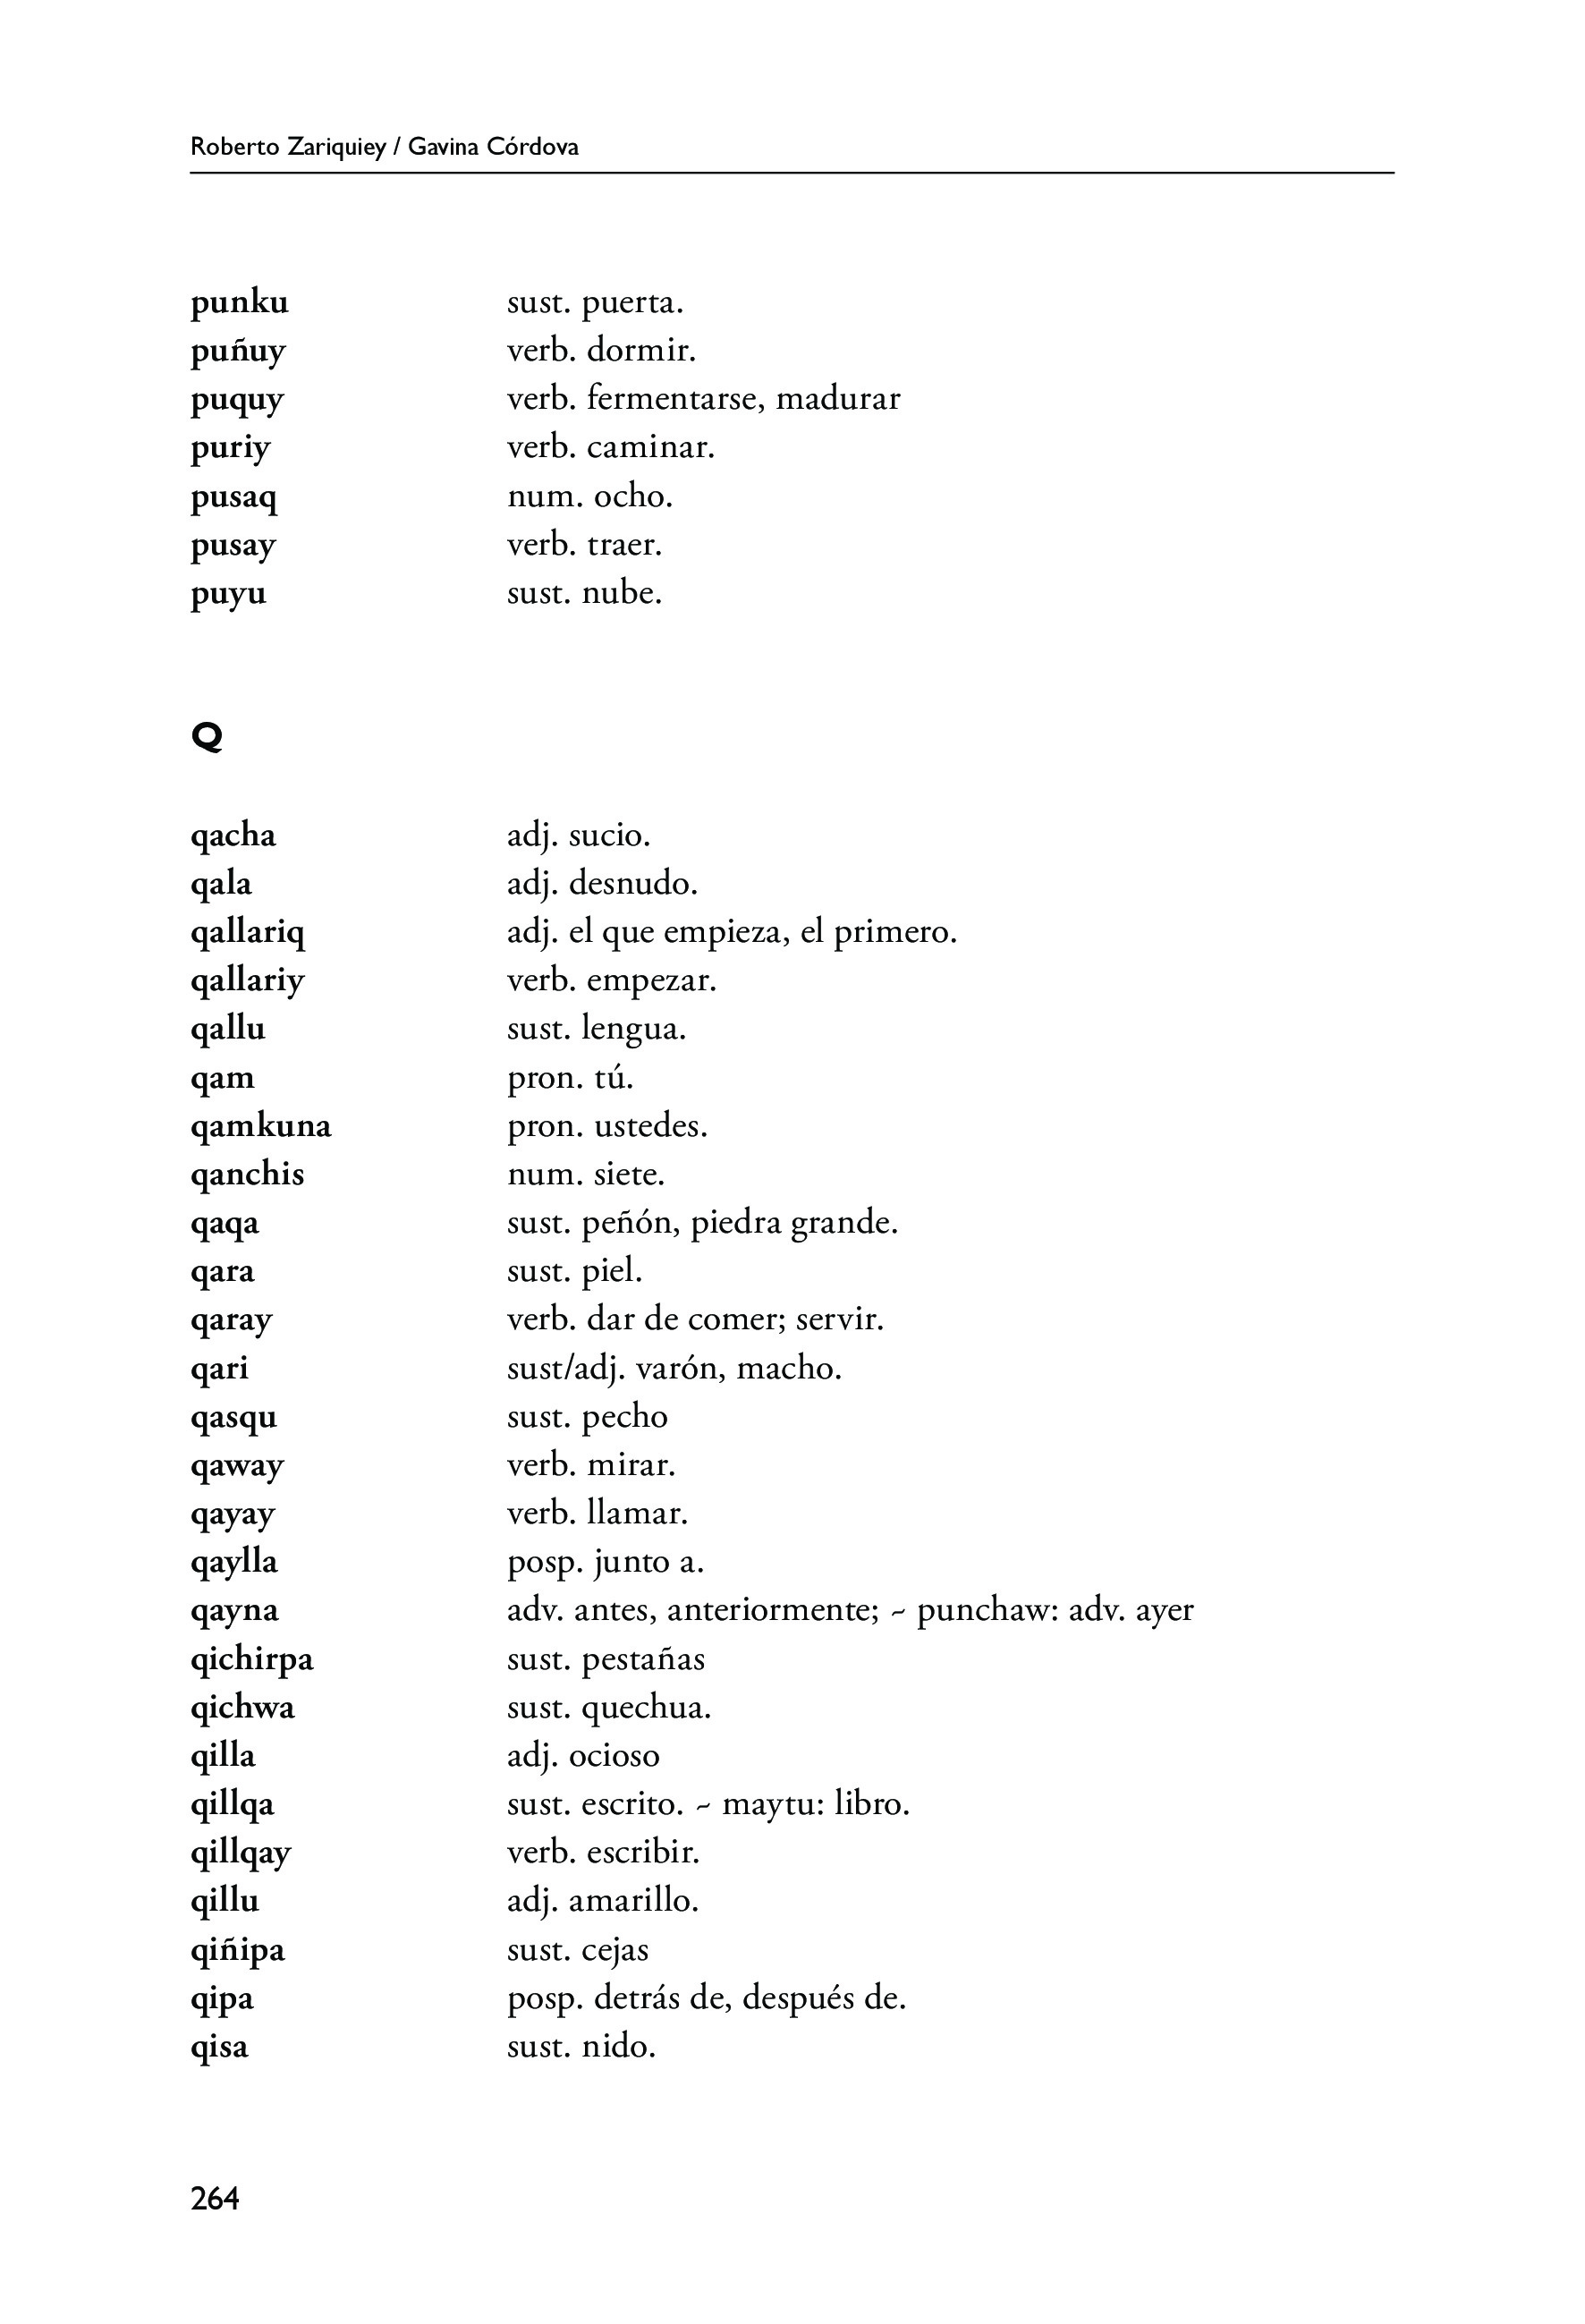 Roberto Zariquiey / Gavina Córdova
punku sust. puerta.
puñuy verb. dormir.
puquy verb. fermentarse, madurar
puriy verb. caminar.
pusaq num. ocho.
pusay verb. traer.
puyu sust. nube.
Q
qacha adj. sucio.
qala adj. desnudo.
qallariq adj. el que empieza, el primero.
qallariy verb. empezar.
qallu sust. lengua.
qam pron. tú.
qamkuna pron. ustedes.
qanchis num. siete.
qaqa sust. peñón, piedra grande.
qara sust. piel.
qaray verb. dar de comer; servir.
qari sust/adj. varón, macho.
qasqu sust. pecho
qaway verb. mirar.
qayay verb. llamar.
qaylla posp. junto a.
qayna adv. antes, anteriormente; ~ punchaw: adv. ayer
qichirpa sust. pestañas
qichwa sust. quechua.
qilla adj. ocioso
qillqa sust. escrito. ~ maytu: libro.
qillqay verb. escribir.
qillu adj. amarillo.
qiñipa sust. cejas
qipa posp. detrás de, después de.
qisa sust. nido.
264